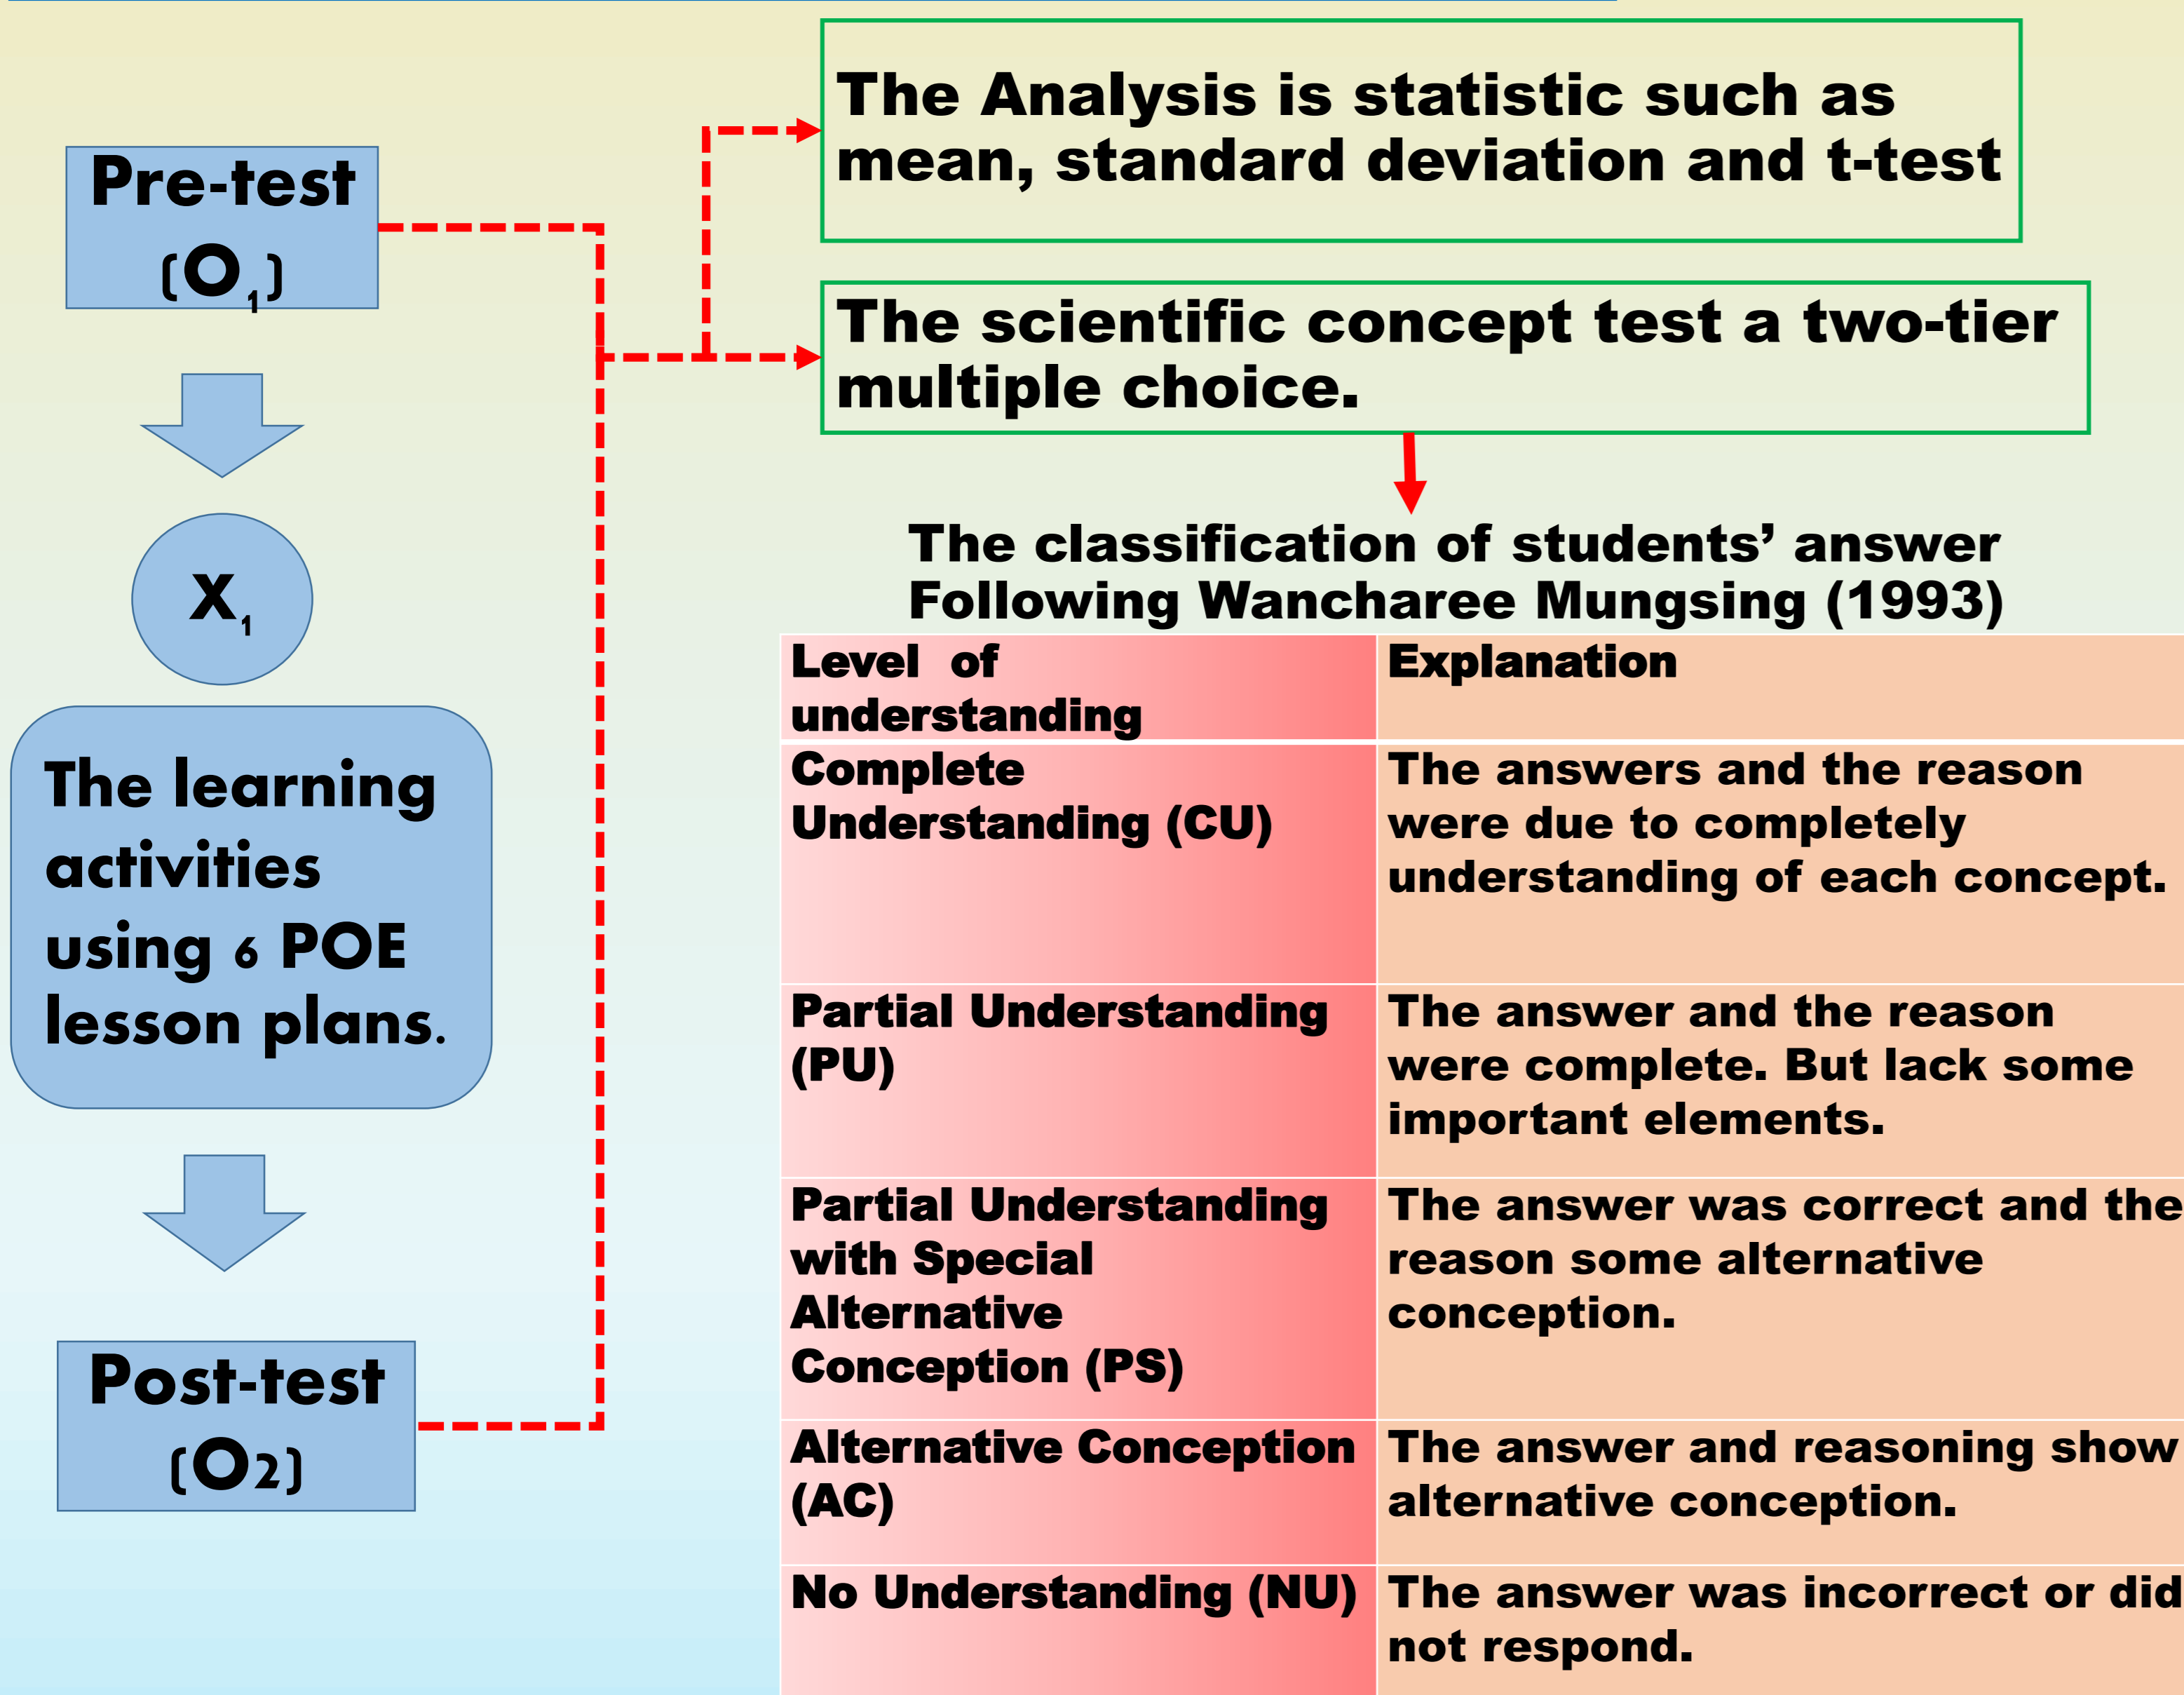 Pre-test
(O₁)
X₁
The learning
activities
using 6 POE
lesson plans.
Post-test
(O2)
The Analysis is statistic such as
mean, standard deviation and t-test
The scientific concept test a two-tier
multiple choice.
The classification of students’ answer
Following Wancharee Mungsing (1993)
Level of
understanding
Explanation
Complete
Understanding (CU)
The answers and the reason
were due to completely
understanding of each concept.
Partial Understanding
(PU)
The answer and the reason
were complete. But lack some
important elements.
Partial Understanding
with Special
Alternative
Conception (PS)
The answer was correct and the
reason some alternative
conception.
Alternative Conception
(AC)
The answer and reasoning show
alternative conception.
No Understanding (NU)
The answer was incorrect or did
not respond.